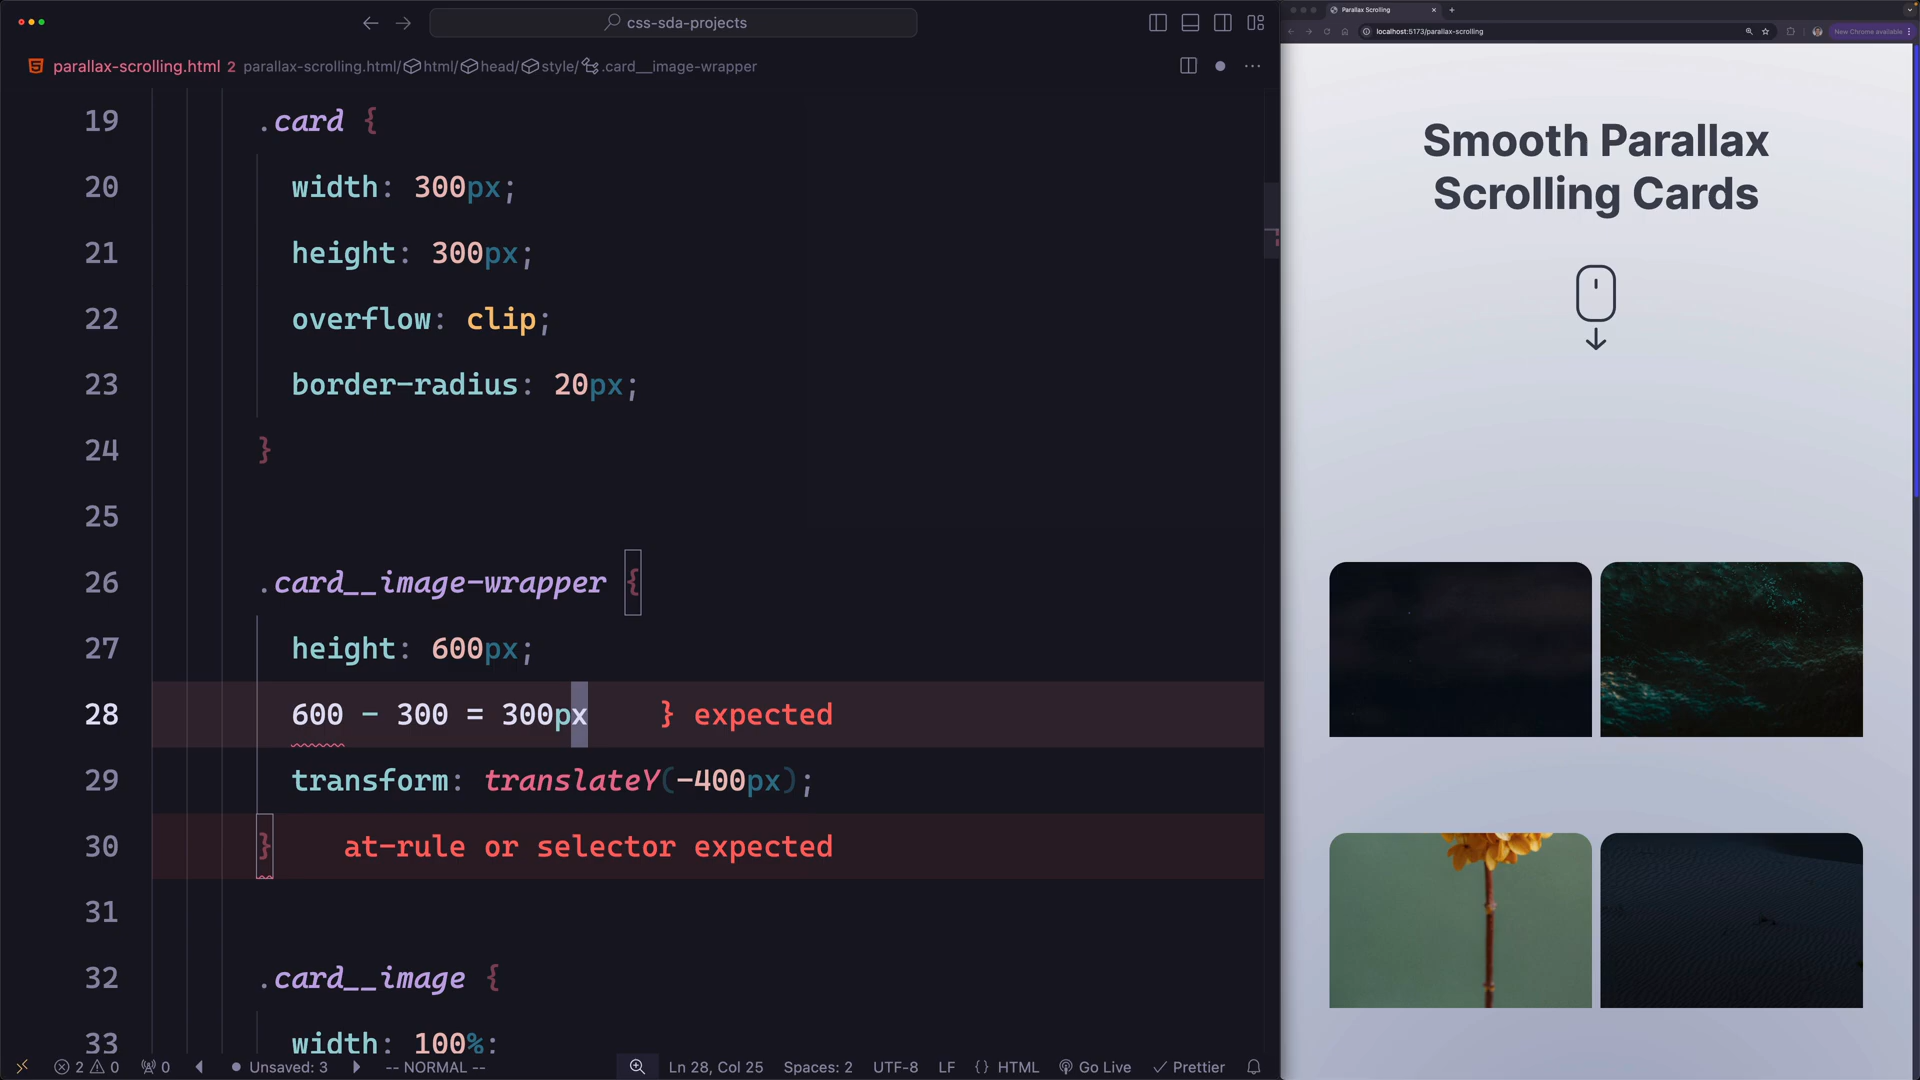 css-sda-projects
parallax-scrolling.html 2 parallax-scrolling.html/html/head/style/.card__image-wrapper
19 .card {
20 width: 300px;
21 height: 300px;
22 overflow: clip;
23 border-radius: 20px;
24 }
25
26 .card__image-wrapper {
27 height: 600px;
28 600 - 300 = 300px } expected
29 transform: translateY(-400px);
30 } at-rule or selector expected
31
32 .card__image {
33 width: 100%;
2 0 0 Unsaved: 3 -- NORMAL -- Ln 28, Col 25 Spaces: 2 UTF-8 LF {} HTML Go Live Prettier
Parallax Scrolling
localhost:5173/parallax-scrolling New Chrome available
Smooth Parallax
Scrolling Cards